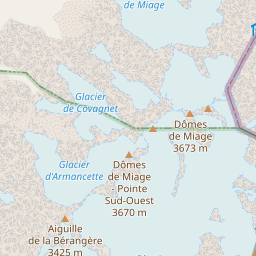 de Miage
Glacier
de Covagnet
Dômes
de Miage
3673 m
Glacier
d'Armancette
Dômes
de Miage
- Pointe
Sud-Ouest
3670 m
Aiguille
de la Bérangère
3425 m